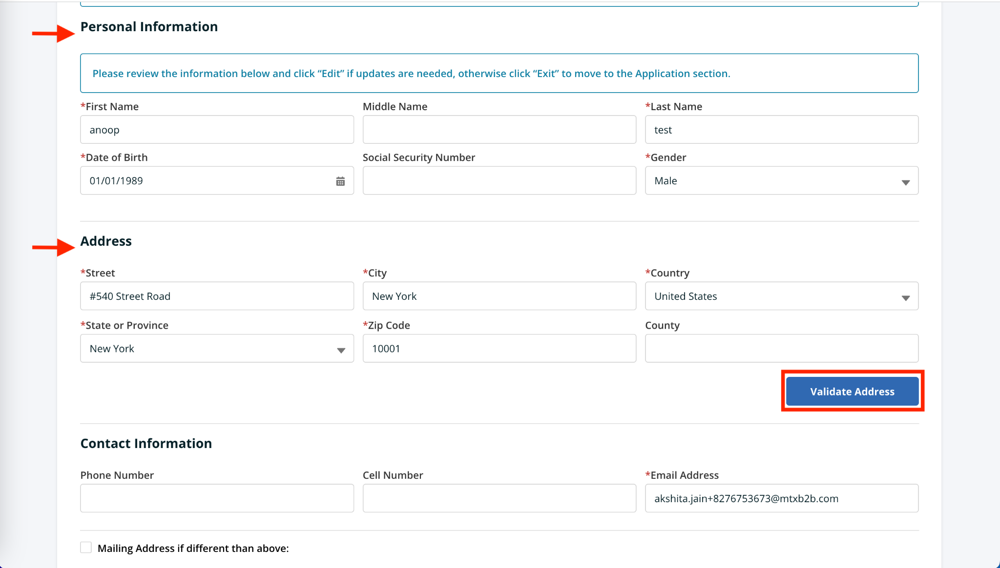 Personal Information
Please review the information below and click “Edit” if updates are needed, otherwise click “Exit” to move to the Application section.
*First Name
Middle Name
*Last Name
anoop
test
*Date of Birth
Social Security Number
*Gender
01/01/1989
Male
Address
*Street
*City
*Country
#540 Street Road
New York
United States
*State or Province
*Zip Code
County
New York
10001
Validate Address
Contact Information
Phone Number
Cell Number
*Email Address
akshita.jain+8276753673@mtxb2b.com
Mailing Address if different than above: